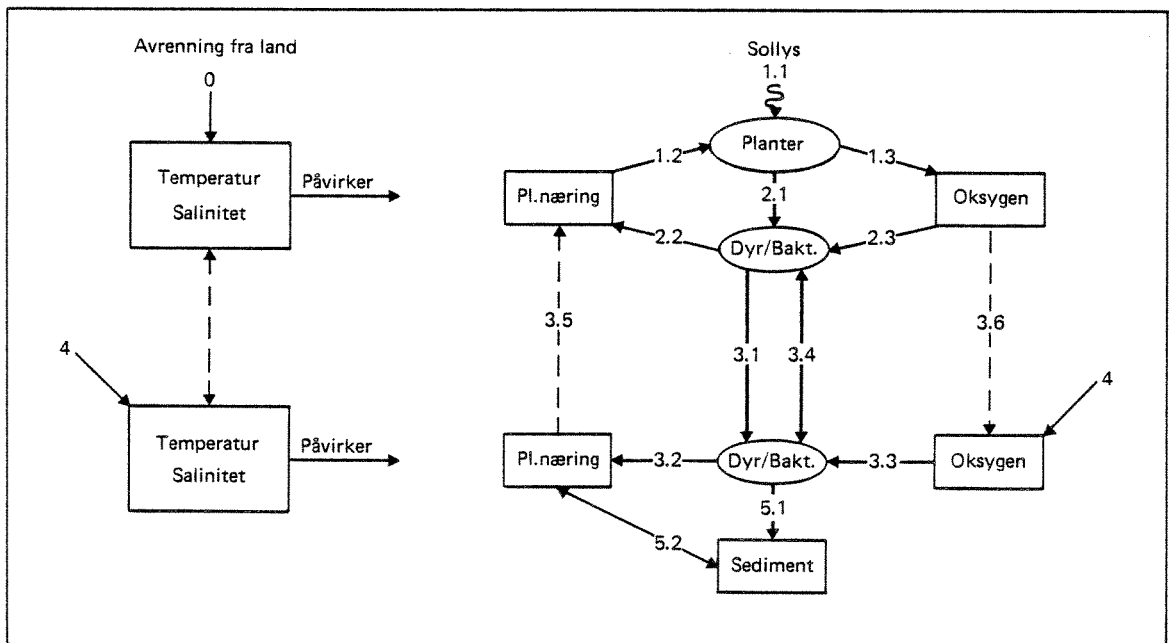 Avrenning fra land
0
Temperatur
Salinitet
Påvirker
4
Temperatur
Salinitet
Påvirker
Sollys
1.1
Planter
1.2
1.3
Pl.næring
2.1
Oksygen
2.2
Dyr/Bakt.
2.3
3.5
3.1
3.4
3.6
4
Pl.næring
3.2
Dyr/Bakt.
3.3
Oksygen
5.1
5.2
Sediment